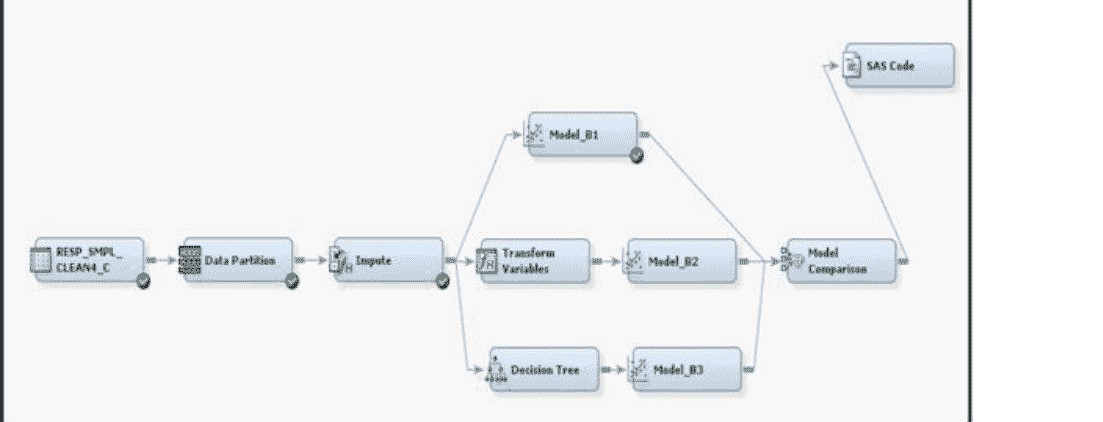 SAS Code
Model_B1
RESP_SMPL_
CLEAN4_C
Data Partition
Impute
Transform
Variables
Model_B2
Model
Comparison
Decision Tree
Model_B3